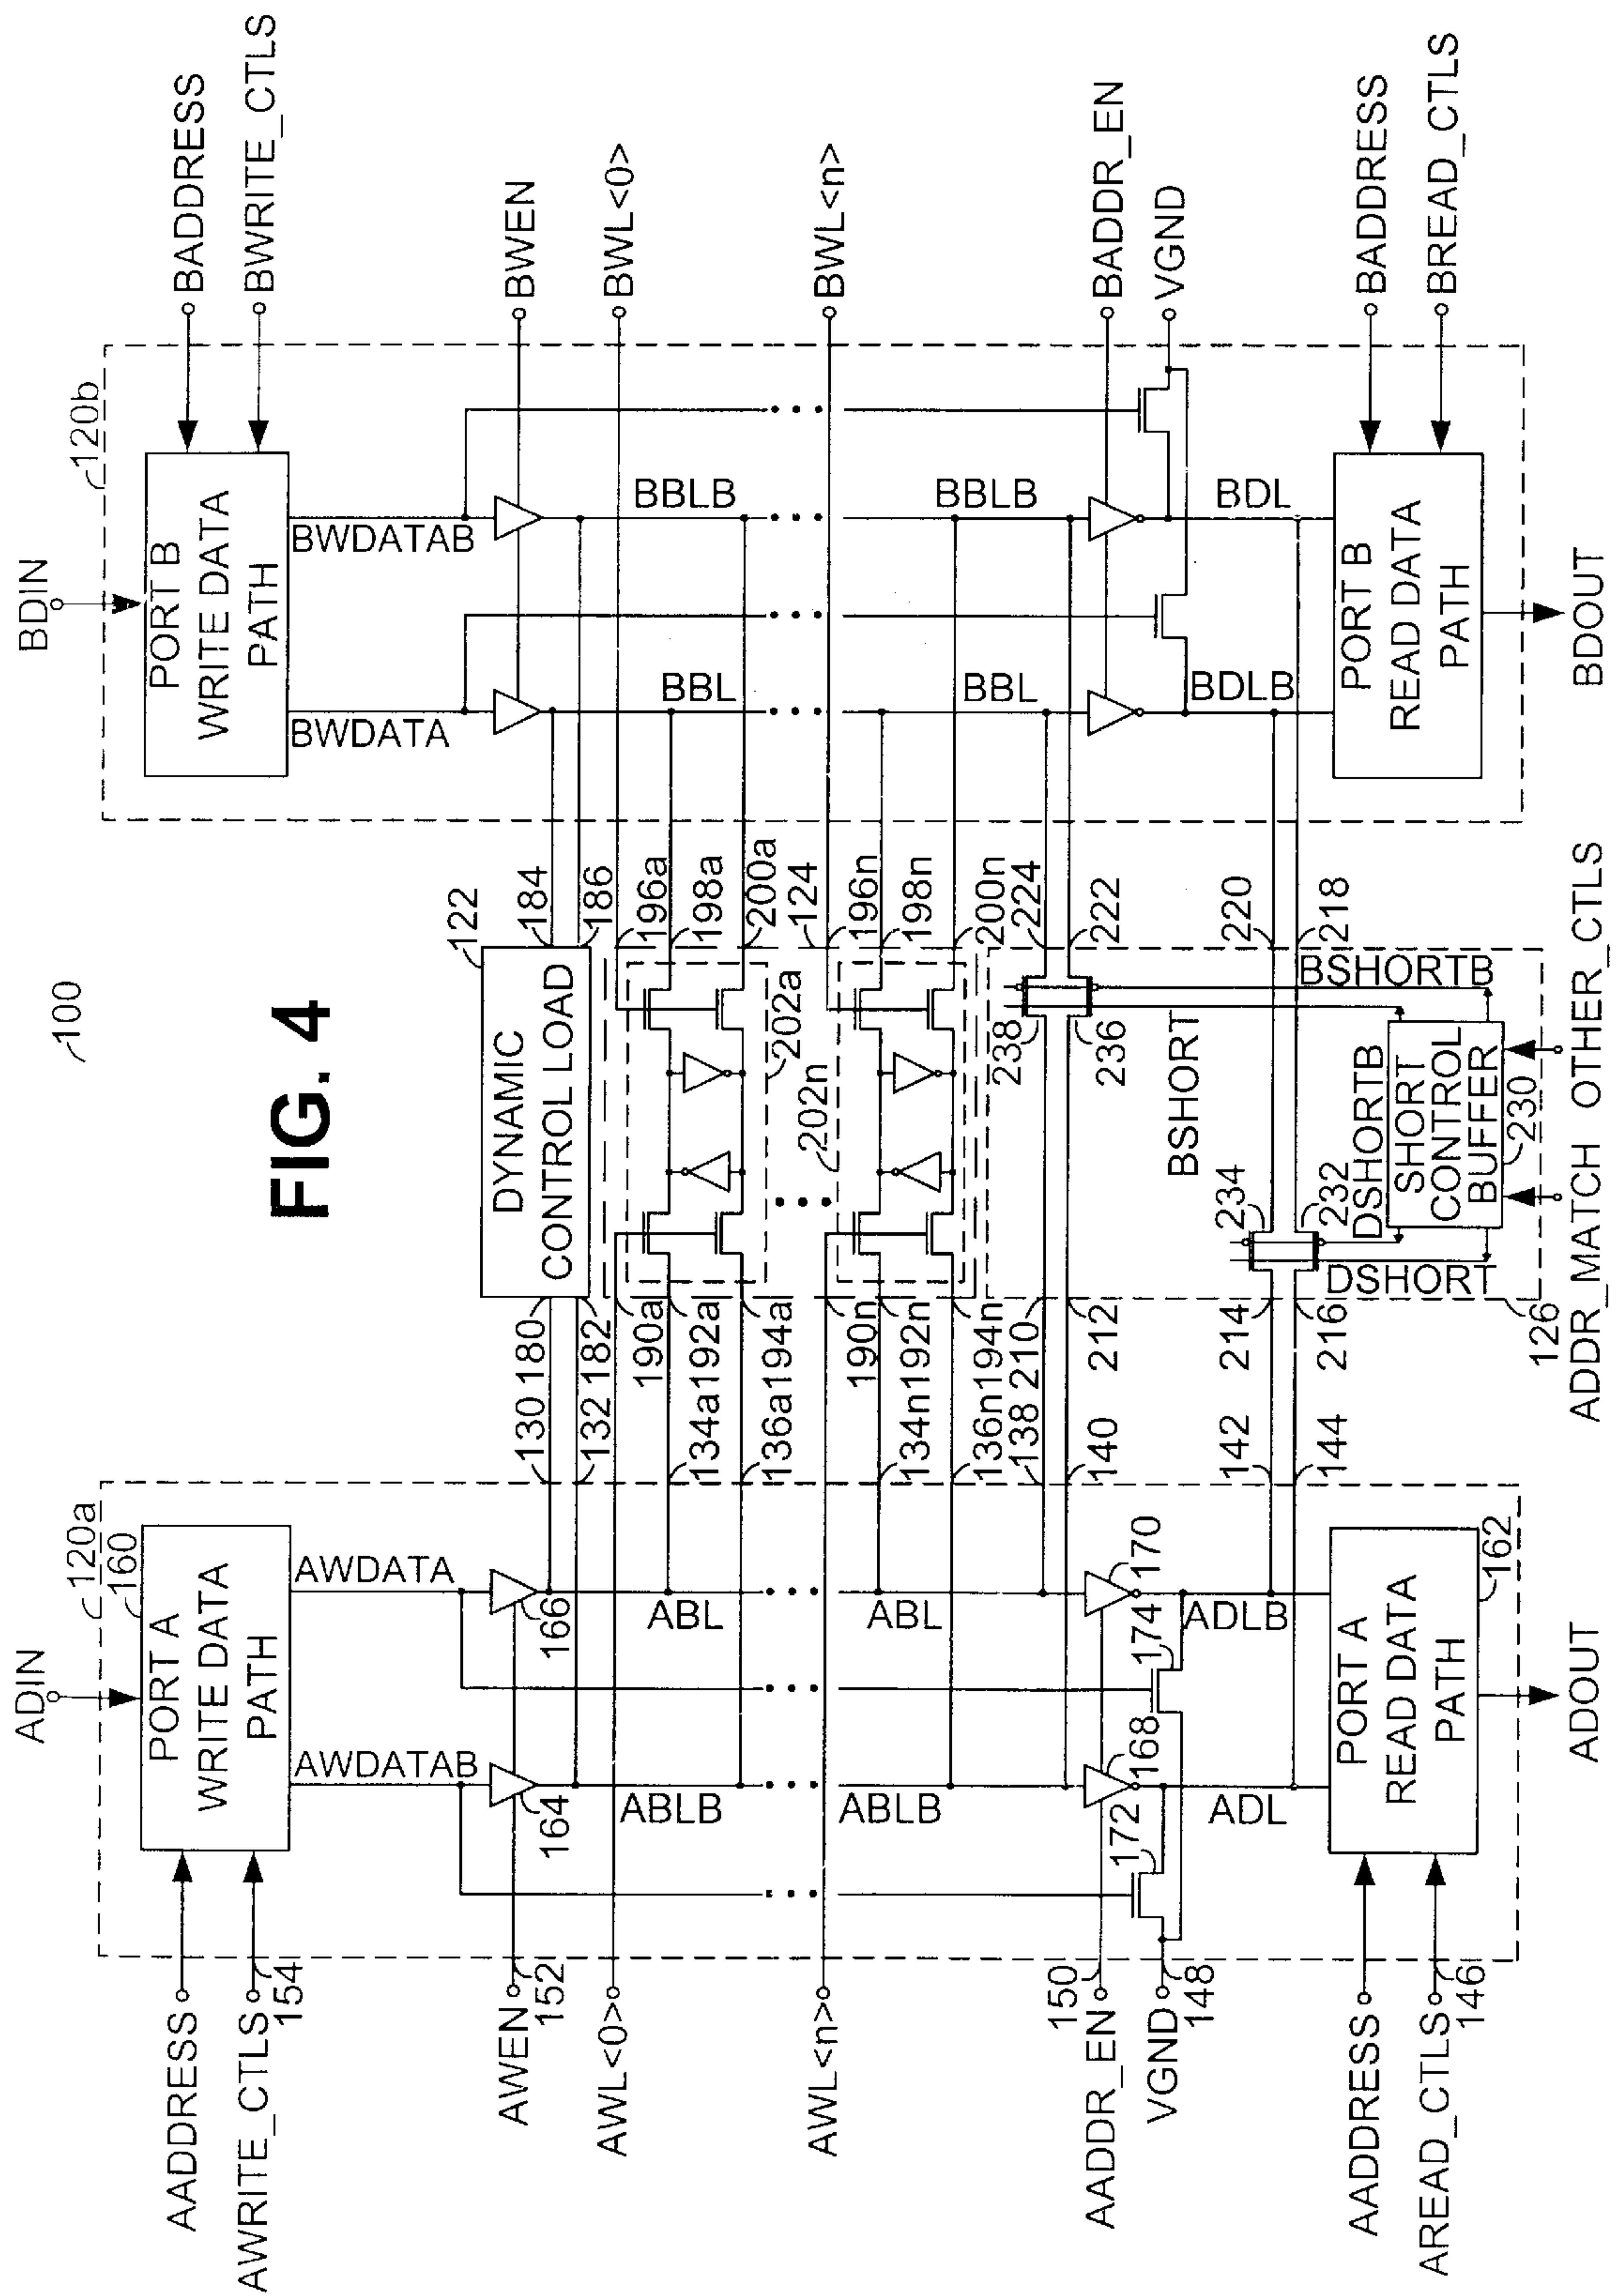 FIG. 4
100
ADIN
BDIN
120a
160
PORT A
WRITE DATA
PATH
AADDRESS
AWRITE_CTLS
154
AWDATAB
AWDATA
120b
PORT B
WRITE DATA
PATH
BADDRESS
BWRITE_CTLS
BWDATA
BWDATAB
122
DYNAMIC
CONTROL LOAD
AWEN
152
164
166
130
180
132
182
184
186
BWEN
AWL<0>
ABLB
ABL
190a
134a
192a
136a
194a
196a
198a
200a
202a
BBL
BBLB
BWL<0>
124
202n
AWL<n>
ABLB
ABL
190n
134n
192n
136n
194n
196n
198n
200n
BBL
BBLB
BWL<n>
138
210
140
212
224
222
238
236
AADDR_EN
150
VGND
148
168
170
172
174
BADDR_EN
VGND
BSHORT
BSHORTB
ADL
ADLB
142
214
144
216
234
232
220
218
BDLB
BDL
DSHORT
DSHORTB
SHORT
CONTROL
BUFFER
230
126
ADDR_MATCH
OTHER_CTLS
AADDRESS
AREAD_CTLS
146
PORT A
READ DATA
PATH
162
ADOUT
PORT B
READ DATA
PATH
BADDRESS
BREAD_CTLS
BDOUT